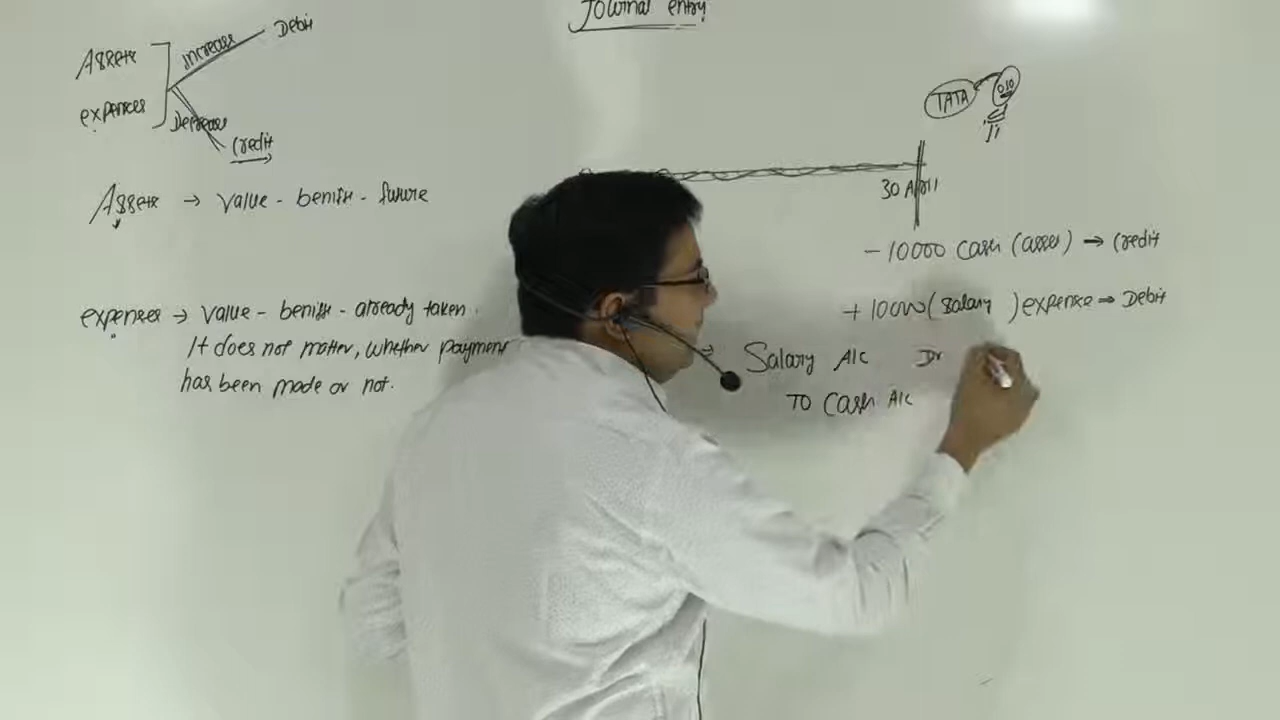 Journal entry
Assets
expenses
Increase
Debit
Decrease
Credit
Assets → value - benifit - future
expenses → value - benifit - already taken.
It does not matter, whether payment
has been made or not.
TATA
30 April
- 10000 cash (asset) → Credit
+ 10000 (salary ) expense → Debit
Salary A/c Dr
TO Cash A/c